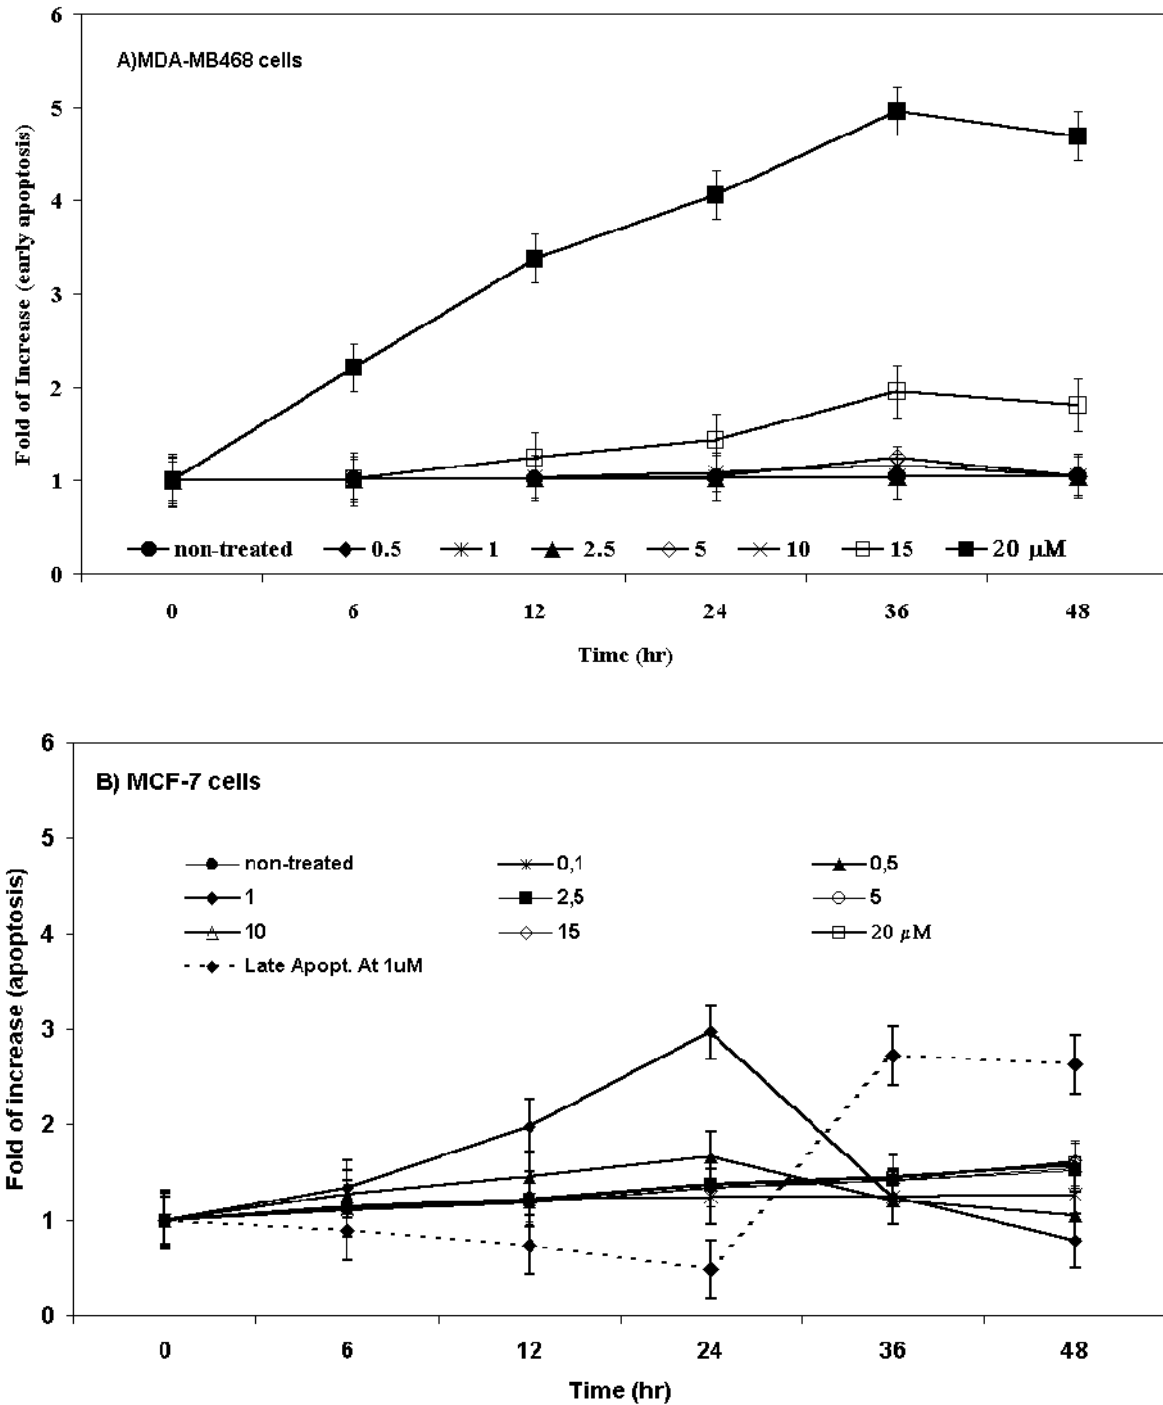 6
A)MDA-MB468 cells
5
4
3
2
1
0
Fold of Increase (early apoptosis)
non-treated 0.5 1 2.5 5 10 15 20 µM
0 6 12 24 36 48
Time (hr)
6
B) MCF-7 cells
5
4
3
2
1
0
Fold of increase (apoptosis)
non-treated 0,1 0,5
1 2,5 5
10 15 20 µM
Late Apopt. At 1uM
0 6 12 24 36 48
Time (hr)